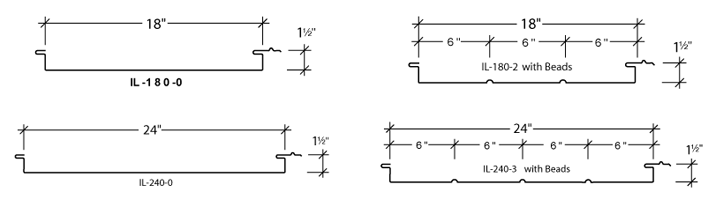 18"
1½"
IL-180-0
18"
6" 6" 6"
1½"
IL-180-2 with Beads
24"
1½"
IL-240-0
24"
6" 6" 6" 6"
1½"
IL-240-3 with Beads